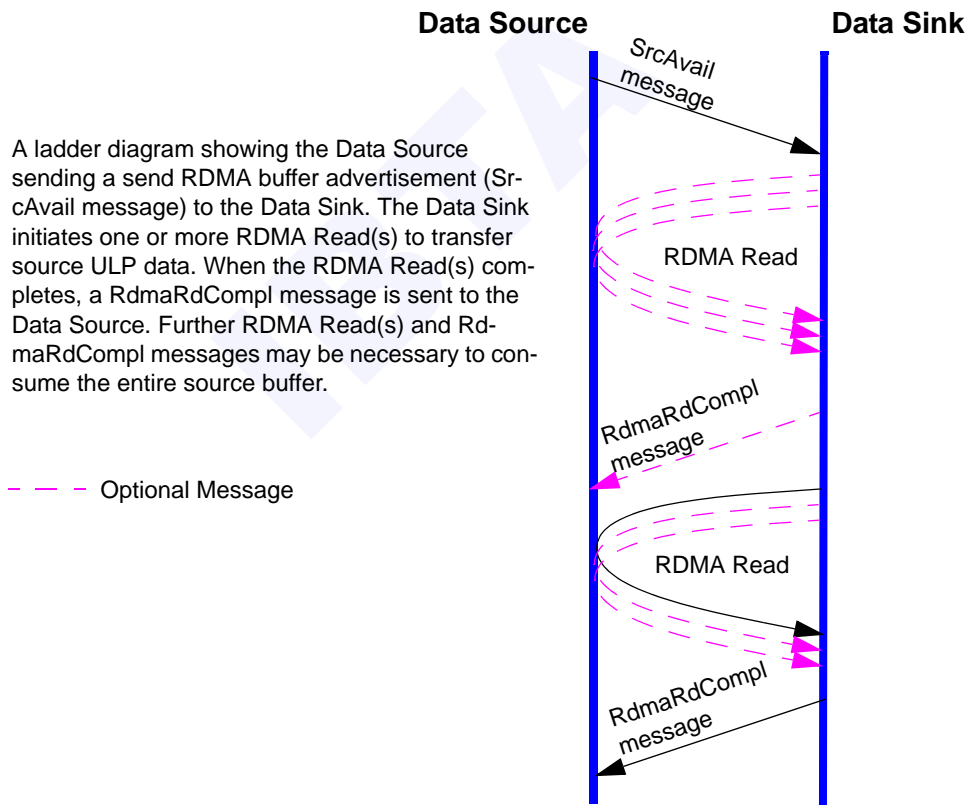 Data Source
Data Sink
SrcAvail
message
A ladder diagram showing the Data Source
sending a send RDMA buffer advertisement (Sr-
cAvail message) to the Data Sink. The Data Sink
initiates one or more RDMA Read(s) to transfer
source ULP data. When the RDMA Read(s) com-
pletes, a RdmaRdCompl message is sent to the
Data Source. Further RDMA Read(s) and Rd-
maRdCompl messages may be necessary to con-
sume the entire source buffer.
RDMA Read
RdmaRdCompl
message
Optional Message
RDMA Read
RdmaRdCompl
message
IBTA